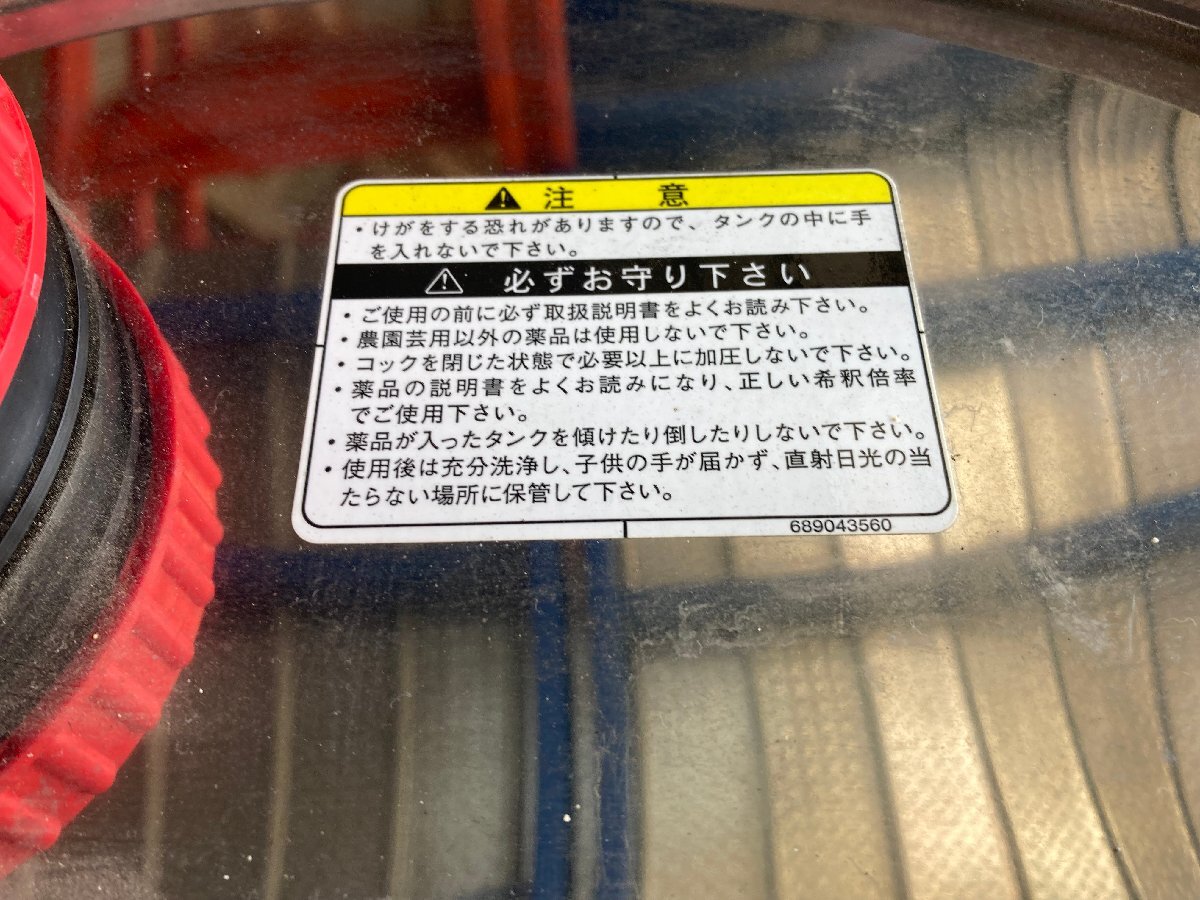 ⚠ 注 意
・けがをする恐れがありますので、タンクの中に手
を入れないで下さい。
⚠ 必ずお守り下さい
・ご使用の前に必ず取扱説明書をよくお読み下さい。
・農園芸用以外の薬品は使用しないで下さい。
・コックを閉じた状態で必要以上に加圧しないで下さい。
・薬品の説明書をよくお読みになり、正しい希釈倍率
でご使用下さい。
・薬品が入ったタンクを傾けたり倒したりしないで下さい。
・使用後は充分洗浄し、子供の手が届かず、直射日光の当
たらない場所に保管して下さい。
689043560